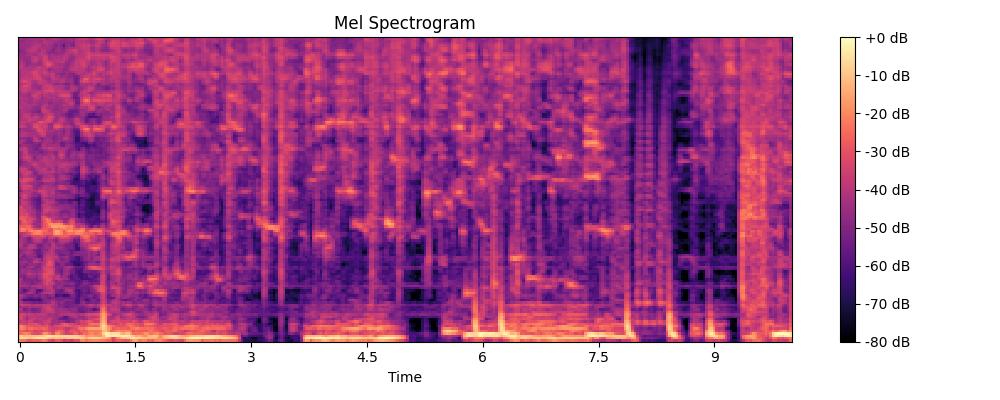 Mel Spectrogram
+0 dB
-10 dB
-20 dB
-30 dB
-40 dB
-50 dB
-60 dB
-70 dB
-80 dB
0 1.5 3 4.5 6 7.5 9
Time